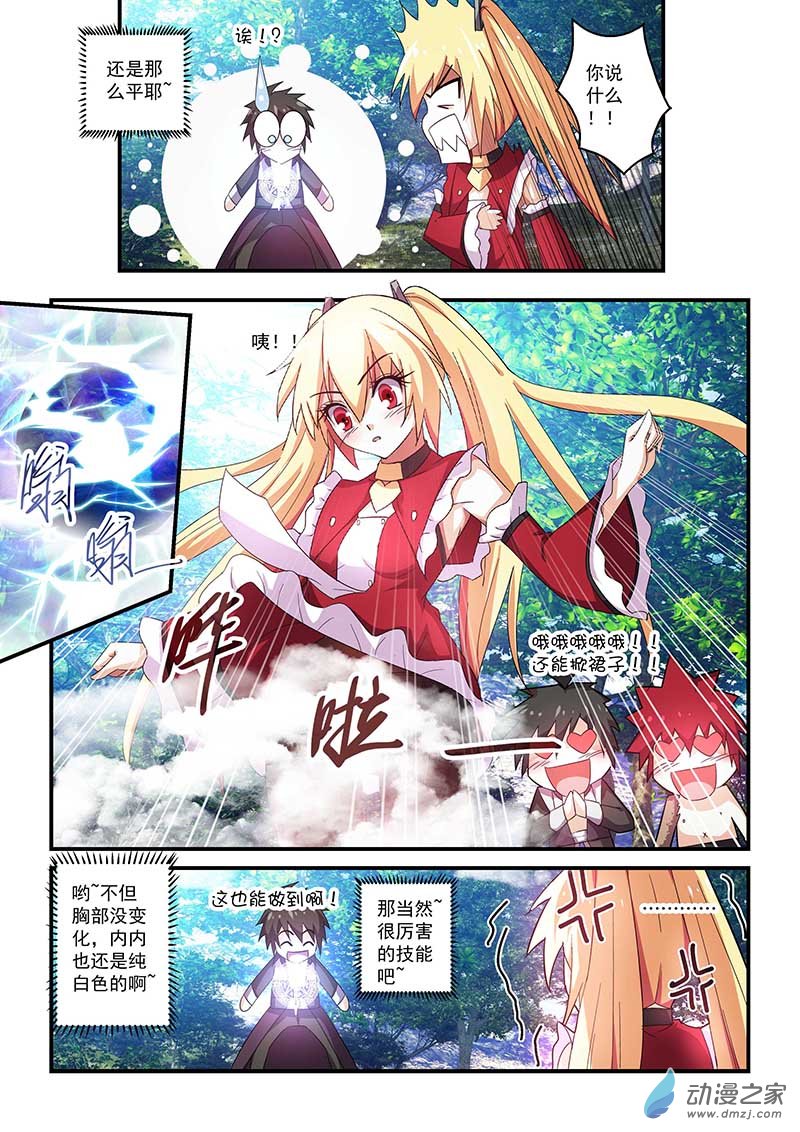 诶！？
还是那
么平耶~
你说
什么
！！
咦！！
嗡
嗡
哗
啦
哦哦哦哦哦！！
还能掀裙子！！
哟~不但
胸部没变
化，内内
也还是纯
白色的啊~
这也能做到啊！
那当然
很厉害
的技能
吧~
…………
动漫之家
www.dmzj.com